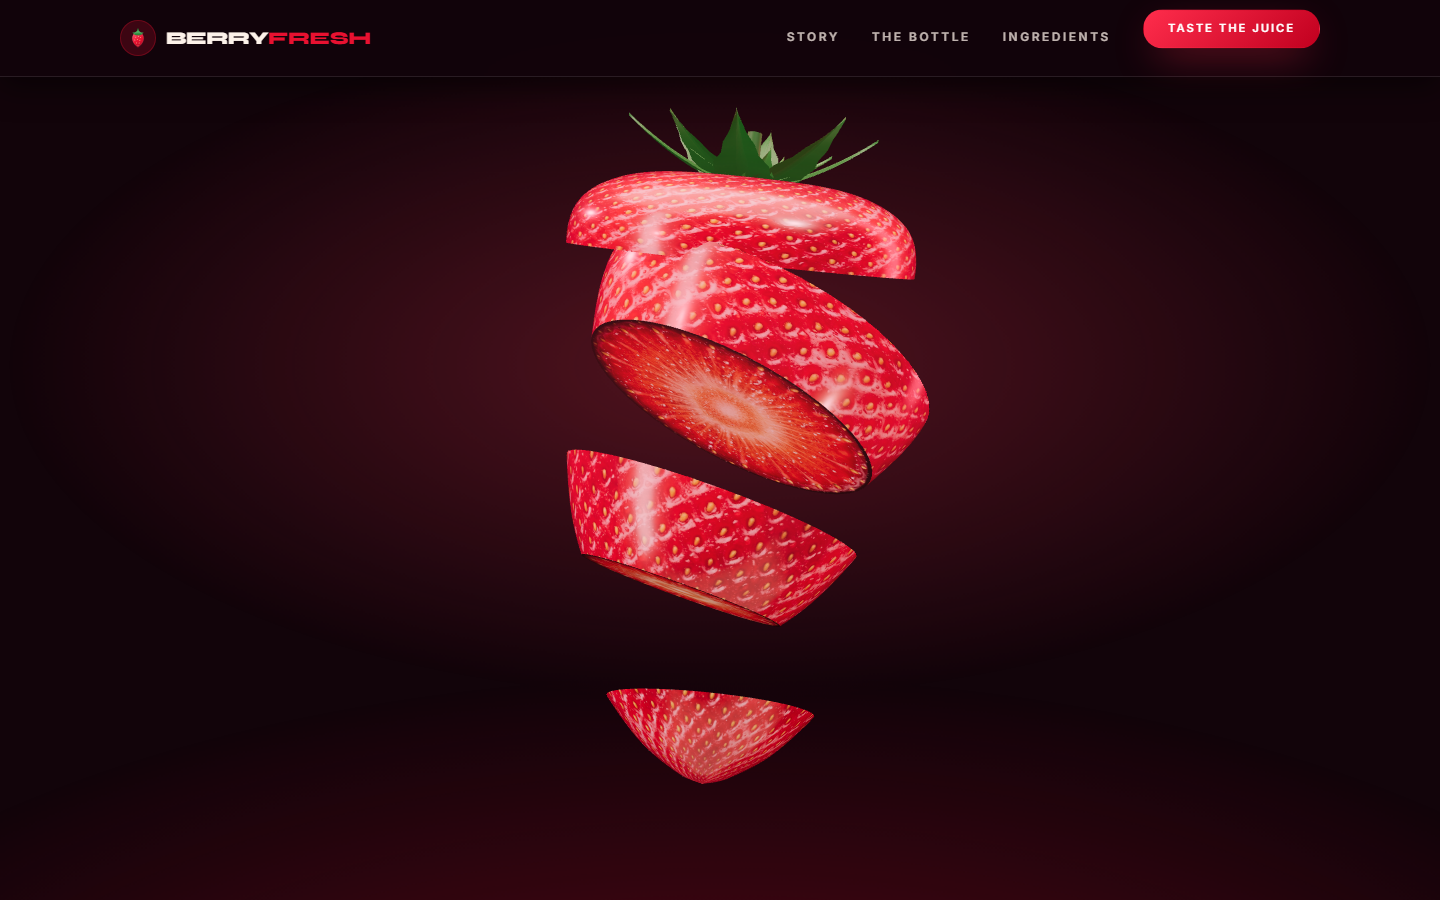 BERRYFRESH
STORY
THE BOTTLE
INGREDIENTS
TASTE THE JUICE